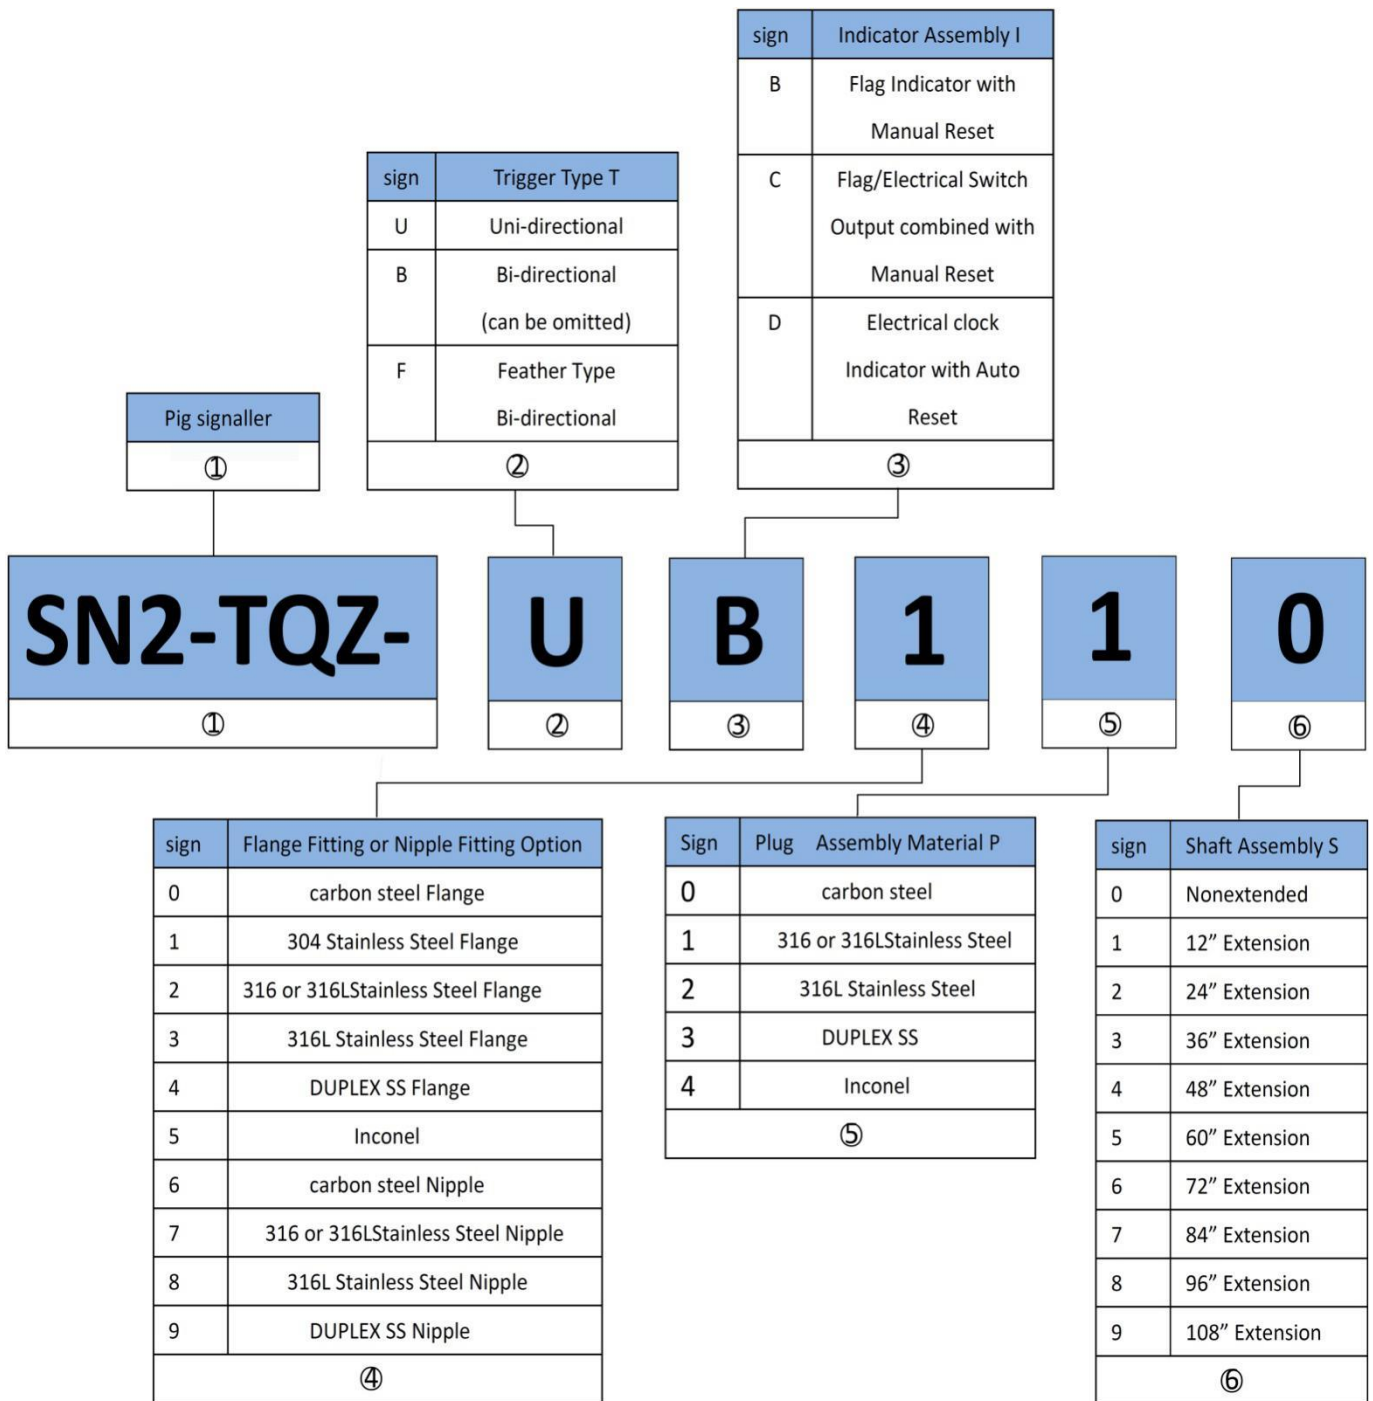 sign Indicator Assembly I
B Flag Indicator with
Manual Reset
C Flag/Electrical Switch
Output combined with
Manual Reset
D Electrical clock
Indicator with Auto
Reset
③
sign Trigger Type T
U Uni-directional
B Bi-directional
(can be omitted)
F Feather Type
Bi-directional
②
Pig signaller
①
SN2-TQZ- U B 1 1 0
① ② ③ ④ ⑤ ⑥
sign Flange Fitting or Nipple Fitting Option
0 carbon steel Flange
1 304 Stainless Steel Flange
2 316 or 316LStainless Steel Flange
3 316L Stainless Steel Flange
4 DUPLEX SS Flange
5 Inconel
6 carbon steel Nipple
7 316 or 316LStainless Steel Nipple
8 316L Stainless Steel Nipple
9 DUPLEX SS Nipple
④
Sign Plug Assembly Material P
0 carbon steel
1 316 or 316LStainless Steel
2 316L Stainless Steel
3 DUPLEX SS
4 Inconel
⑤
sign Shaft Assembly S
0 Nonextended
1 12” Extension
2 24” Extension
3 36” Extension
4 48” Extension
5 60” Extension
6 72” Extension
7 84” Extension
8 96” Extension
9 108” Extension
⑥